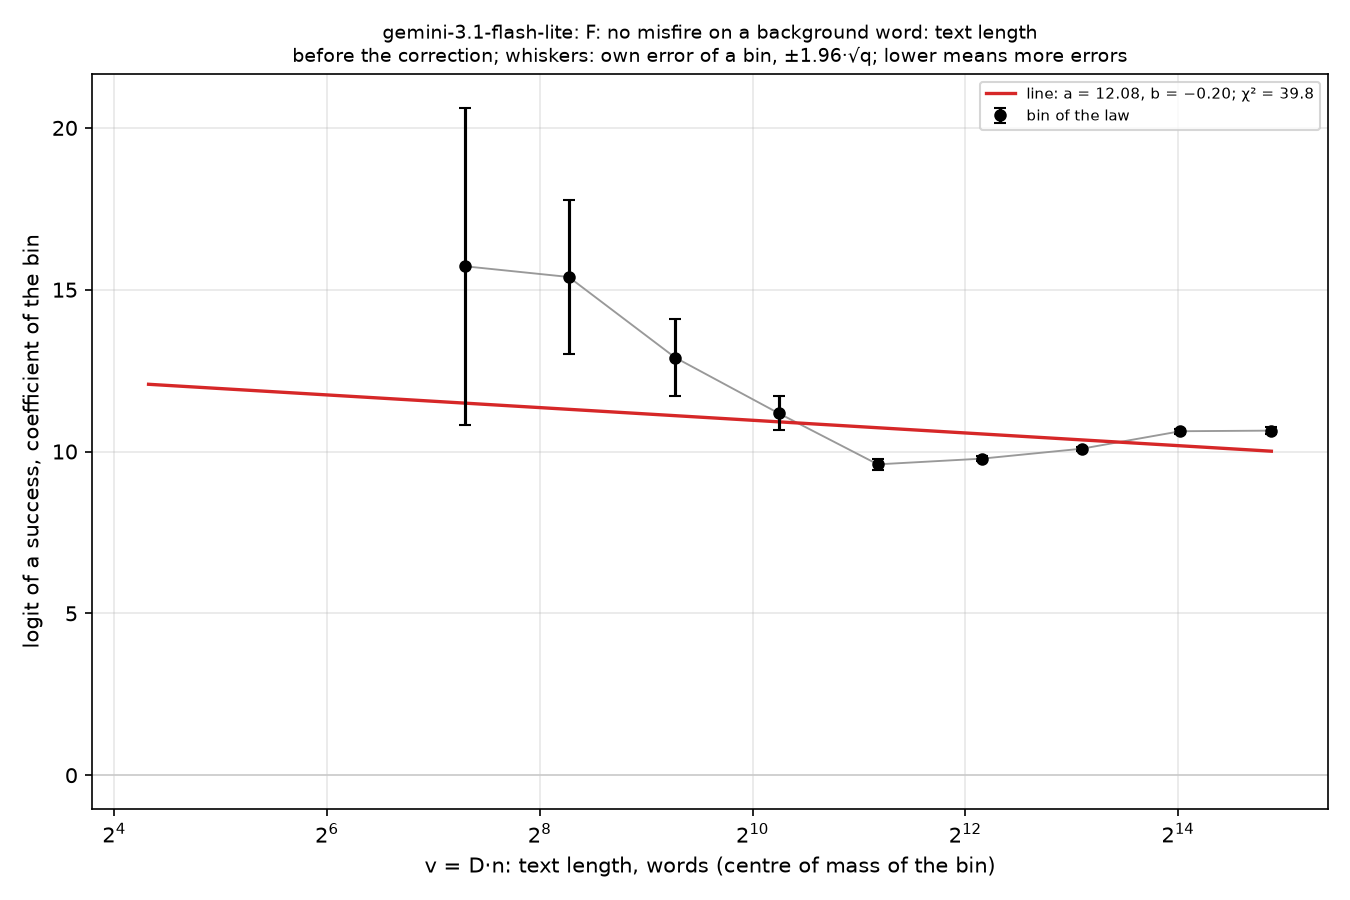 gemini-3.1-flash-lite: F: no misfire on a background word: text length
before the correction; whiskers: own error of a bin, ±1.96·√q; lower means more errors
line: a = 12.08, b = −0.20; χ² = 39.8
bin of the law
logit of a success, coefficient of the bin
20
15
10
5
0
2⁴
2⁶
2⁸
2¹⁰
2¹²
2¹⁴
v = D·n: text length, words (centre of mass of the bin)